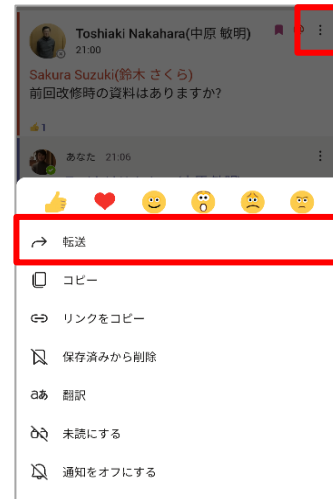 Toshiaki Nakahara(中原 敏明)
21:00
Sakura Suzuki(鈴木 さくら)
前回改修時の資料はありますか?
1
あなた 21:06
転送
コピー
リンクをコピー
保存済みから削除
aあ 翻訳
未読にする
通知をオフにする